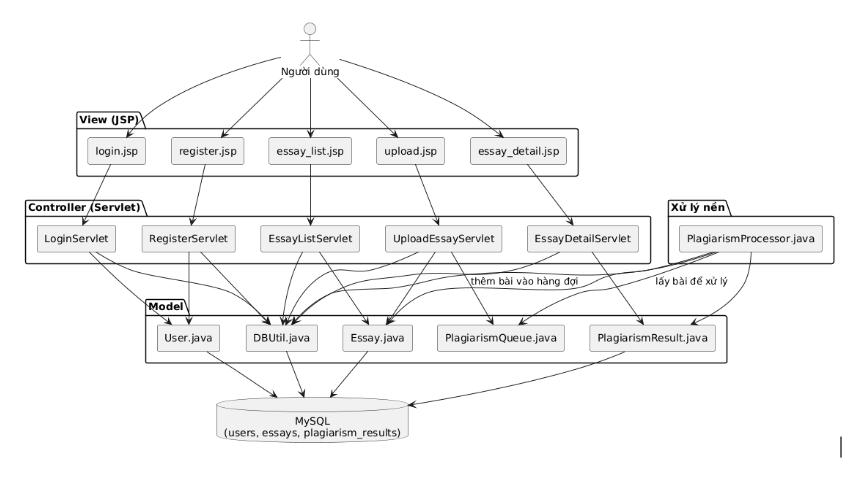 Người dùng
View (JSP)
login.jsp
register.jsp
essay_list.jsp
upload.jsp
essay_detail.jsp
Controller (Servlet)
LoginServlet
RegisterServlet
EssayListServlet
UploadEssayServlet
EssayDetailServlet
Xử lý nền
PlagiarismProcessor.java
thêm bài vào hàng đợi
lấy bài để xử lý
Model
User.java
DBUtil.java
Essay.java
PlagiarismQueue.java
PlagiarismResult.java
MySQL
(users, essays, plagiarism_results)